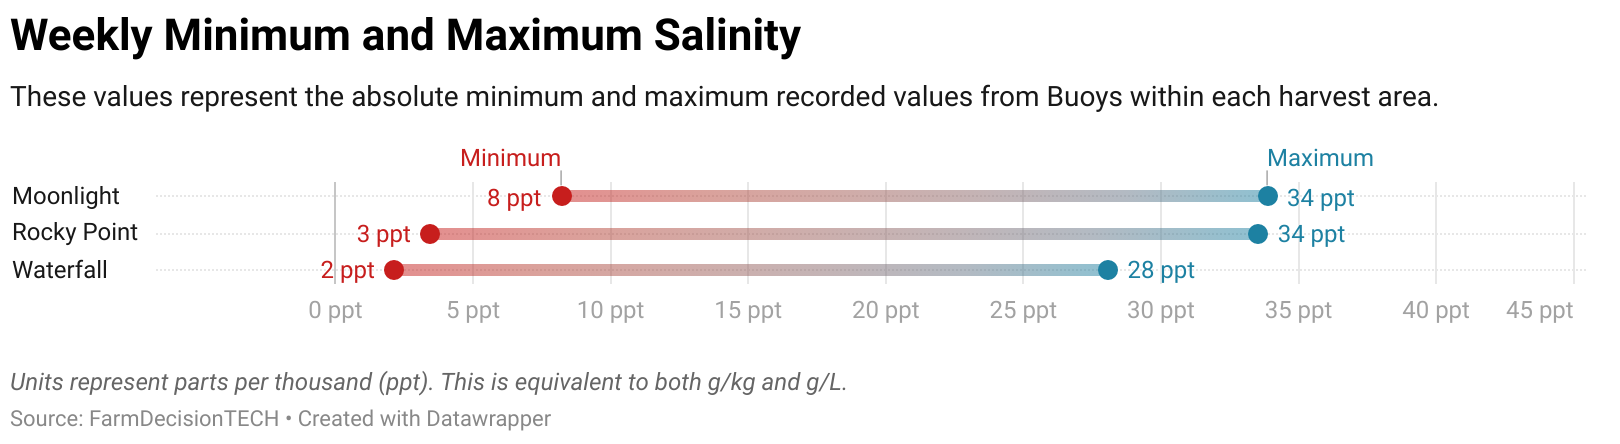 Weekly Minimum and Maximum Salinity
These values represent the absolute minimum and maximum recorded values from Buoys within each harvest area.
Minimum Maximum
Moonlight 8 ppt 34 ppt
Rocky Point 3 ppt 34 ppt
Waterfall 2 ppt 28 ppt
0 ppt 5 ppt 10 ppt 15 ppt 20 ppt 25 ppt 30 ppt 35 ppt 40 ppt 45 ppt
Units represent parts per thousand (ppt). This is equivalent to both g/kg and g/L.
Source: FarmDecisionTECH • Created with Datawrapper